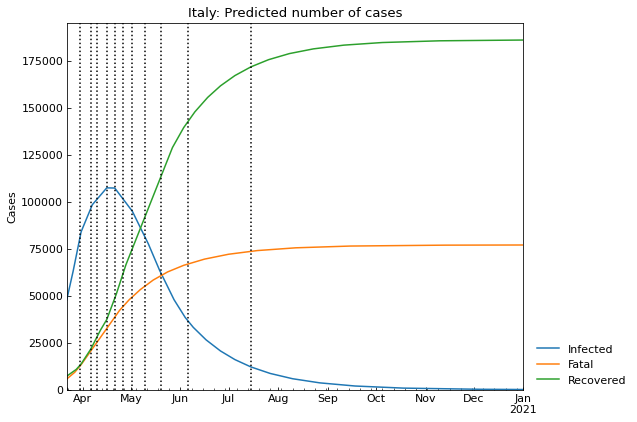 Italy: Predicted number of cases
Cases
175000
150000
125000
100000
75000
50000
25000
0
Apr May Jun Jul Aug Sep Oct Nov Dec Jan
2021
Infected
Fatal
Recovered